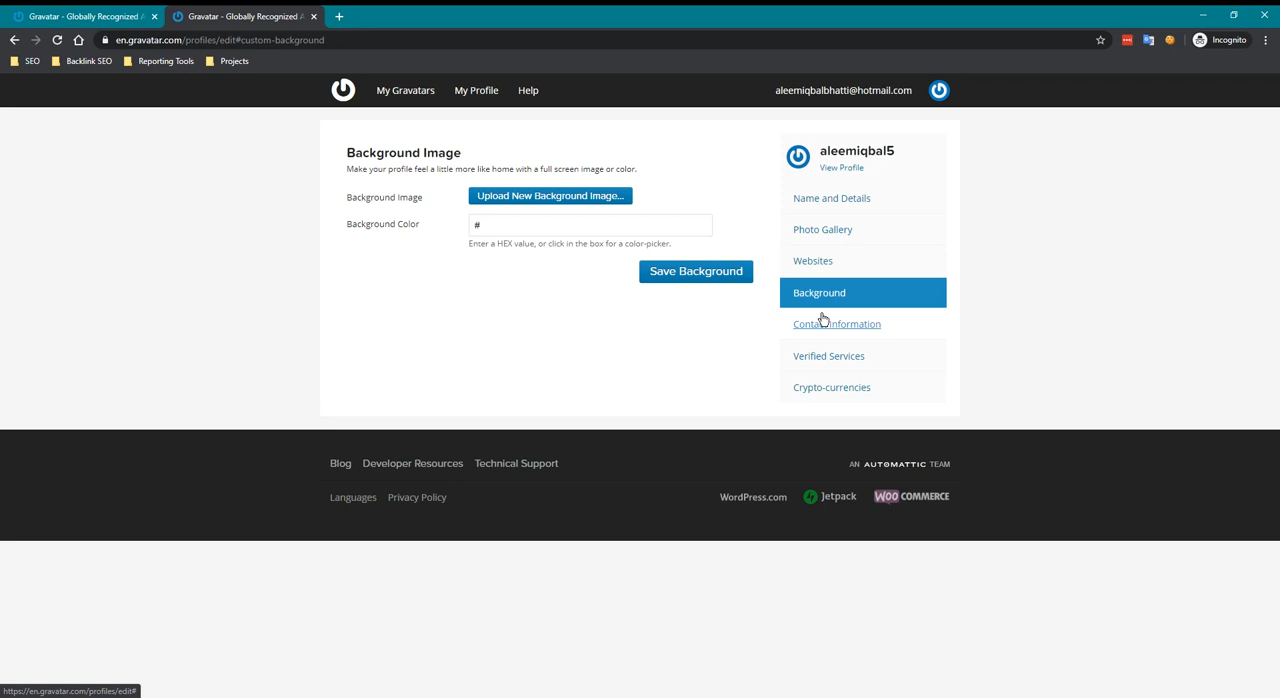 Gravatar - Globally Recognized A
Gravatar - Globally Recognized A
en.gravatar.com/profiles/edit#custom-background
Incognito
SEO
Backlink SEO
Reporting Tools
Projects
My Gravatars
My Profile
Help
aleemiqbalbhatti@hotmail.com
Background Image
Make your profile feel a little more like home with a full screen image or color.
Background Image
Upload New Background Image...
Background Color
#
Enter a HEX value, or click in the box for a color-picker.
Save Background
aleemiqbal5
View Profile
Name and Details
Photo Gallery
Websites
Background
Contact Information
Verified Services
Crypto-currencies
Blog
Developer Resources
Technical Support
AN AUTOMATTIC TEAM
Languages
Privacy Policy
WordPress.com
Jetpack
WOO COMMERCE
https://en.gravatar.com/profiles/edit#